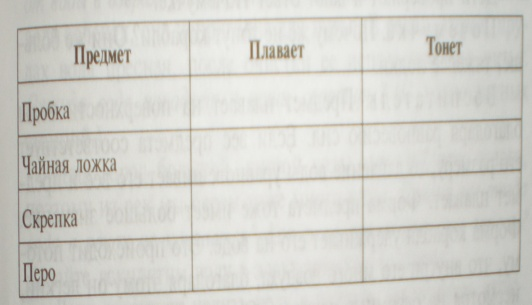 Предмет Плавает Тонет
Пробка
Чайная ложка
Скрепка
Перо